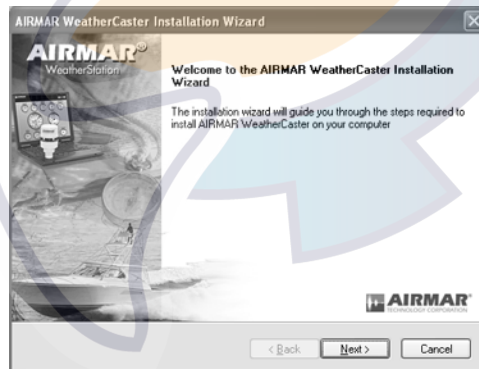 AIRMAR WeatherCaster Installation Wizard
AIRMAR®
WeatherStation
Welcome to the AIRMAR WeatherCaster Installation
Wizard
The installation wizard will guide you through the steps required to
install AIRMAR WeatherCaster on your computer
AIRMAR®
TECHNOLOGY CORPORATION
< Back
Next >
Cancel